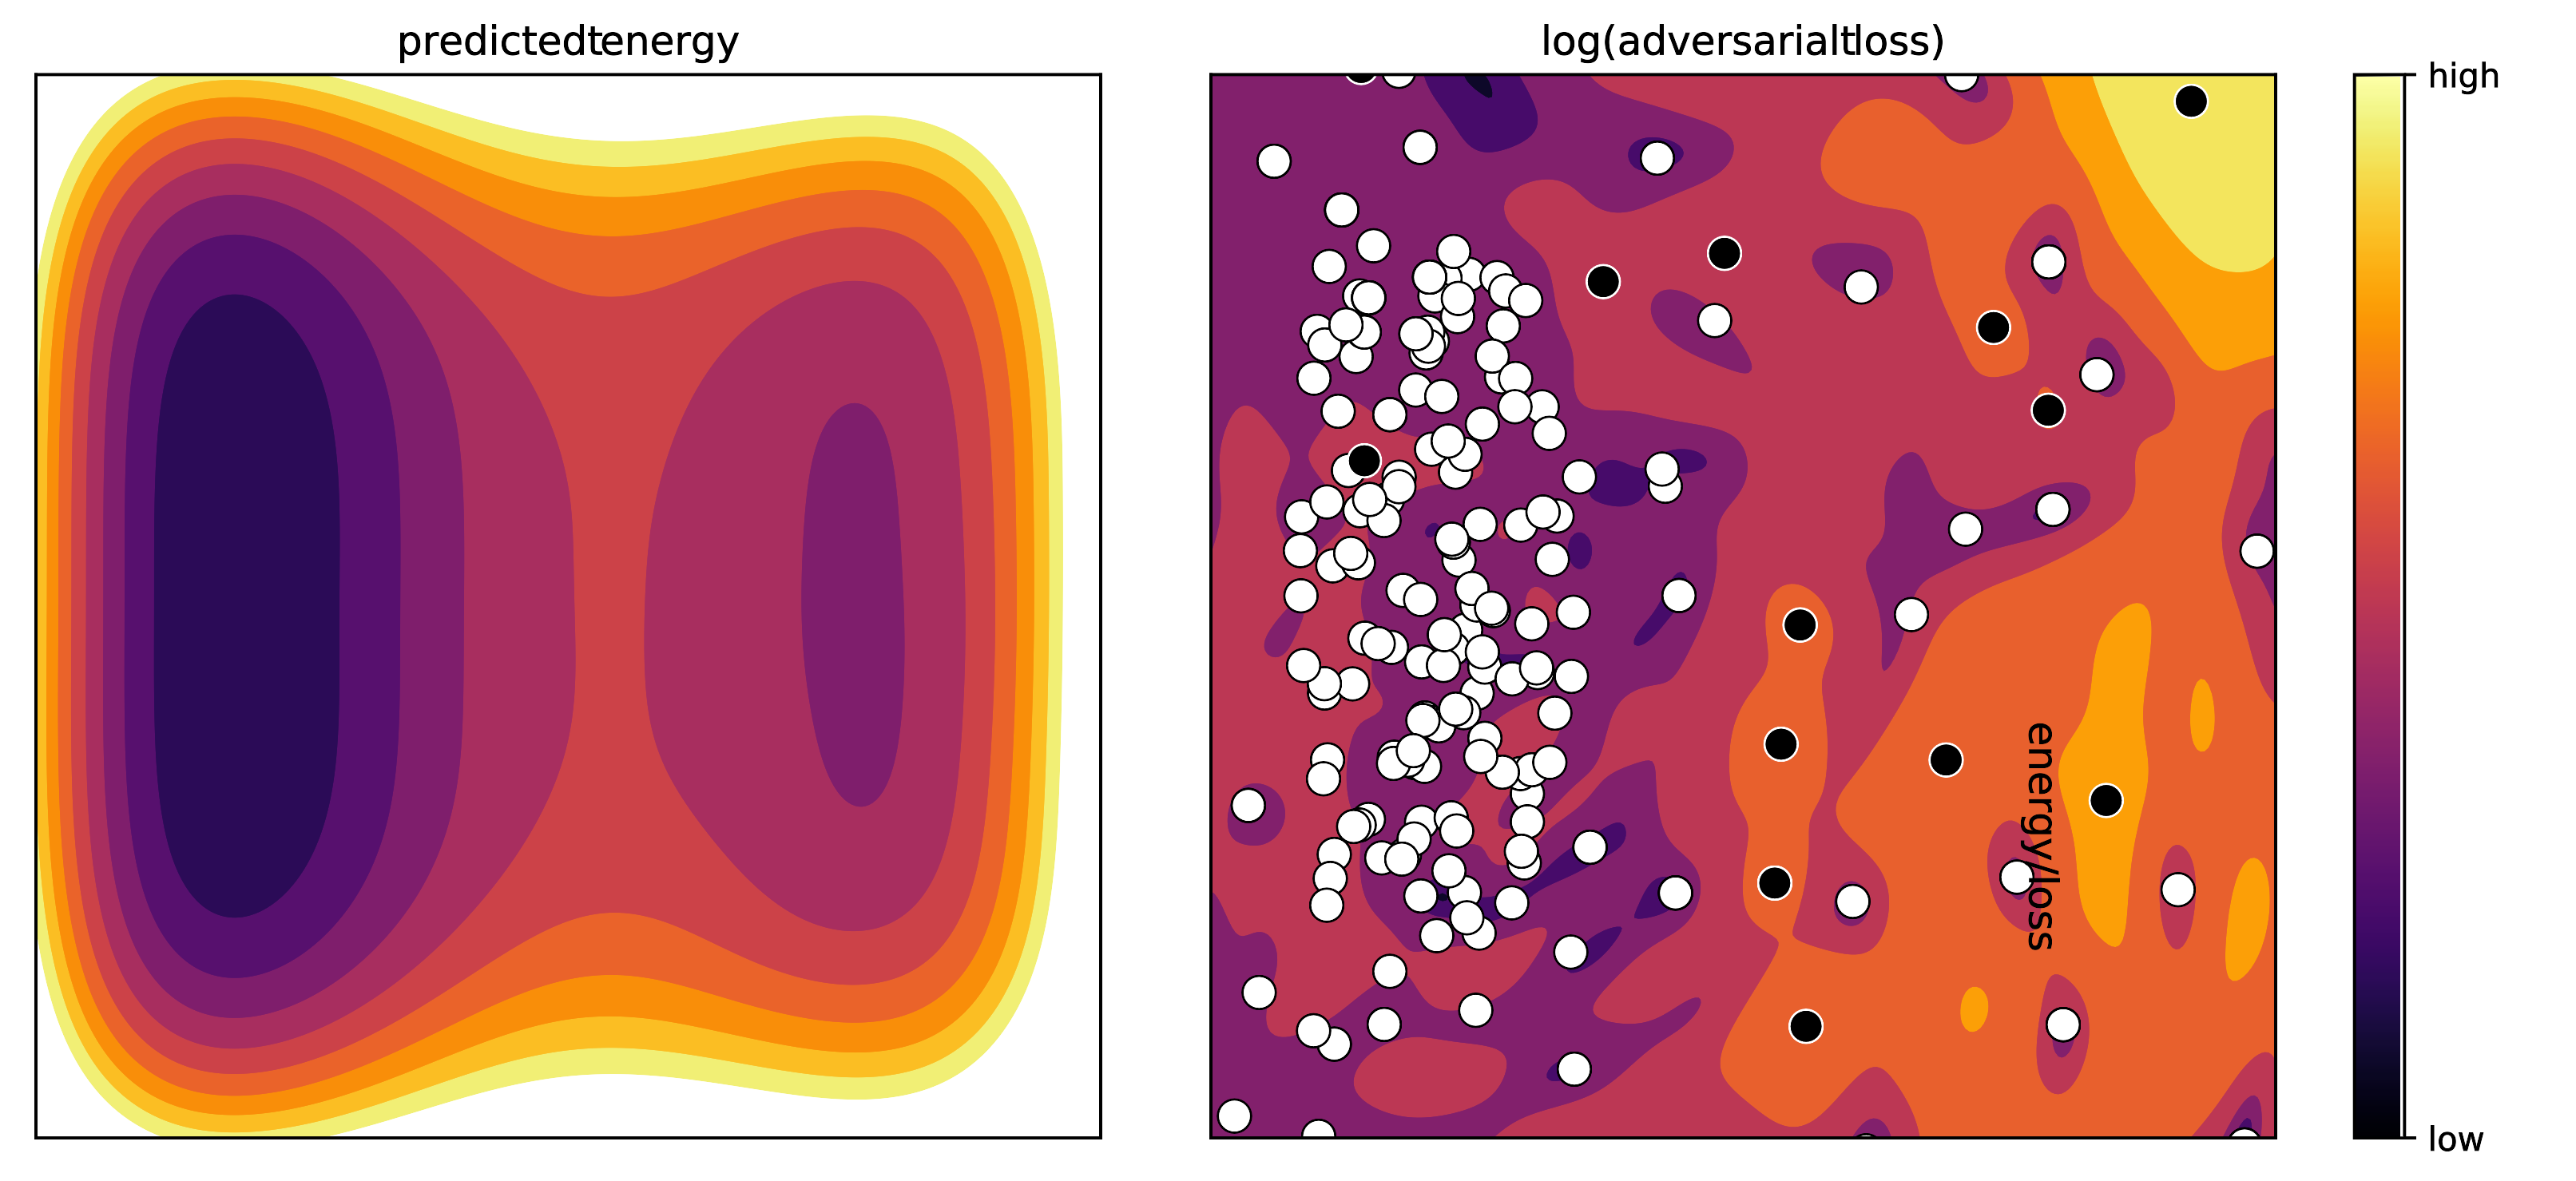 predictedtenergy
log(adversarialtloss)
high
energy/loss
low